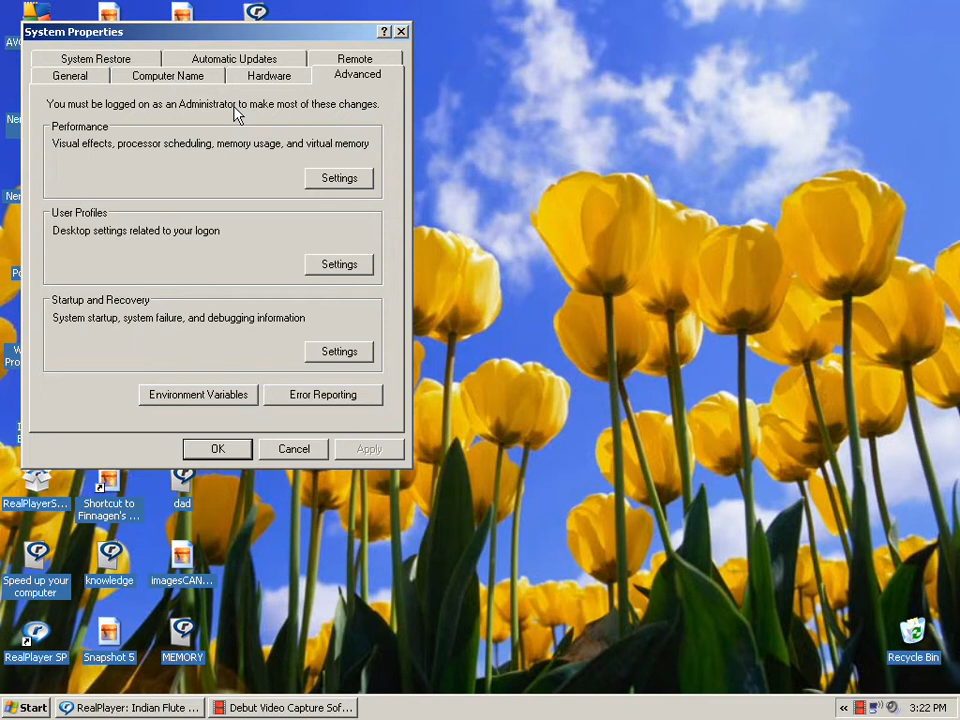 System Properties
System Restore
Automatic Updates
Remote
General
Computer Name
Hardware
Advanced
You must be logged on as an Administrator to make most of these changes.
Performance
Visual effects, processor scheduling, memory usage, and virtual memory
Settings
User Profiles
Desktop settings related to your logon
Settings
Startup and Recovery
System startup, system failure, and debugging information
Settings
Environment Variables
Error Reporting
OK
Cancel
Apply
RealPlayerS...
Shortcut to
Finnagen's ...
dad
Speed up your
computer
knowledge
imagesCAN...
RealPlayer SP
Snapshot 5
MEMORY
Recycle Bin
Start
RealPlayer: Indian Flute ...
Debut Video Capture Sof...
3:22 PM